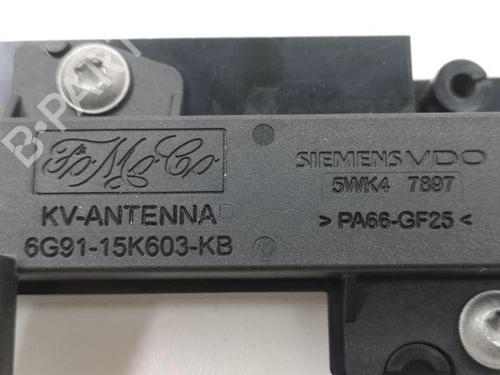 FoMoCo
KV-ANTENNA
6G91-15K603-KB
SIEMENS VDO
5WK4 7897
>PA66-GF25<
B-PARTS